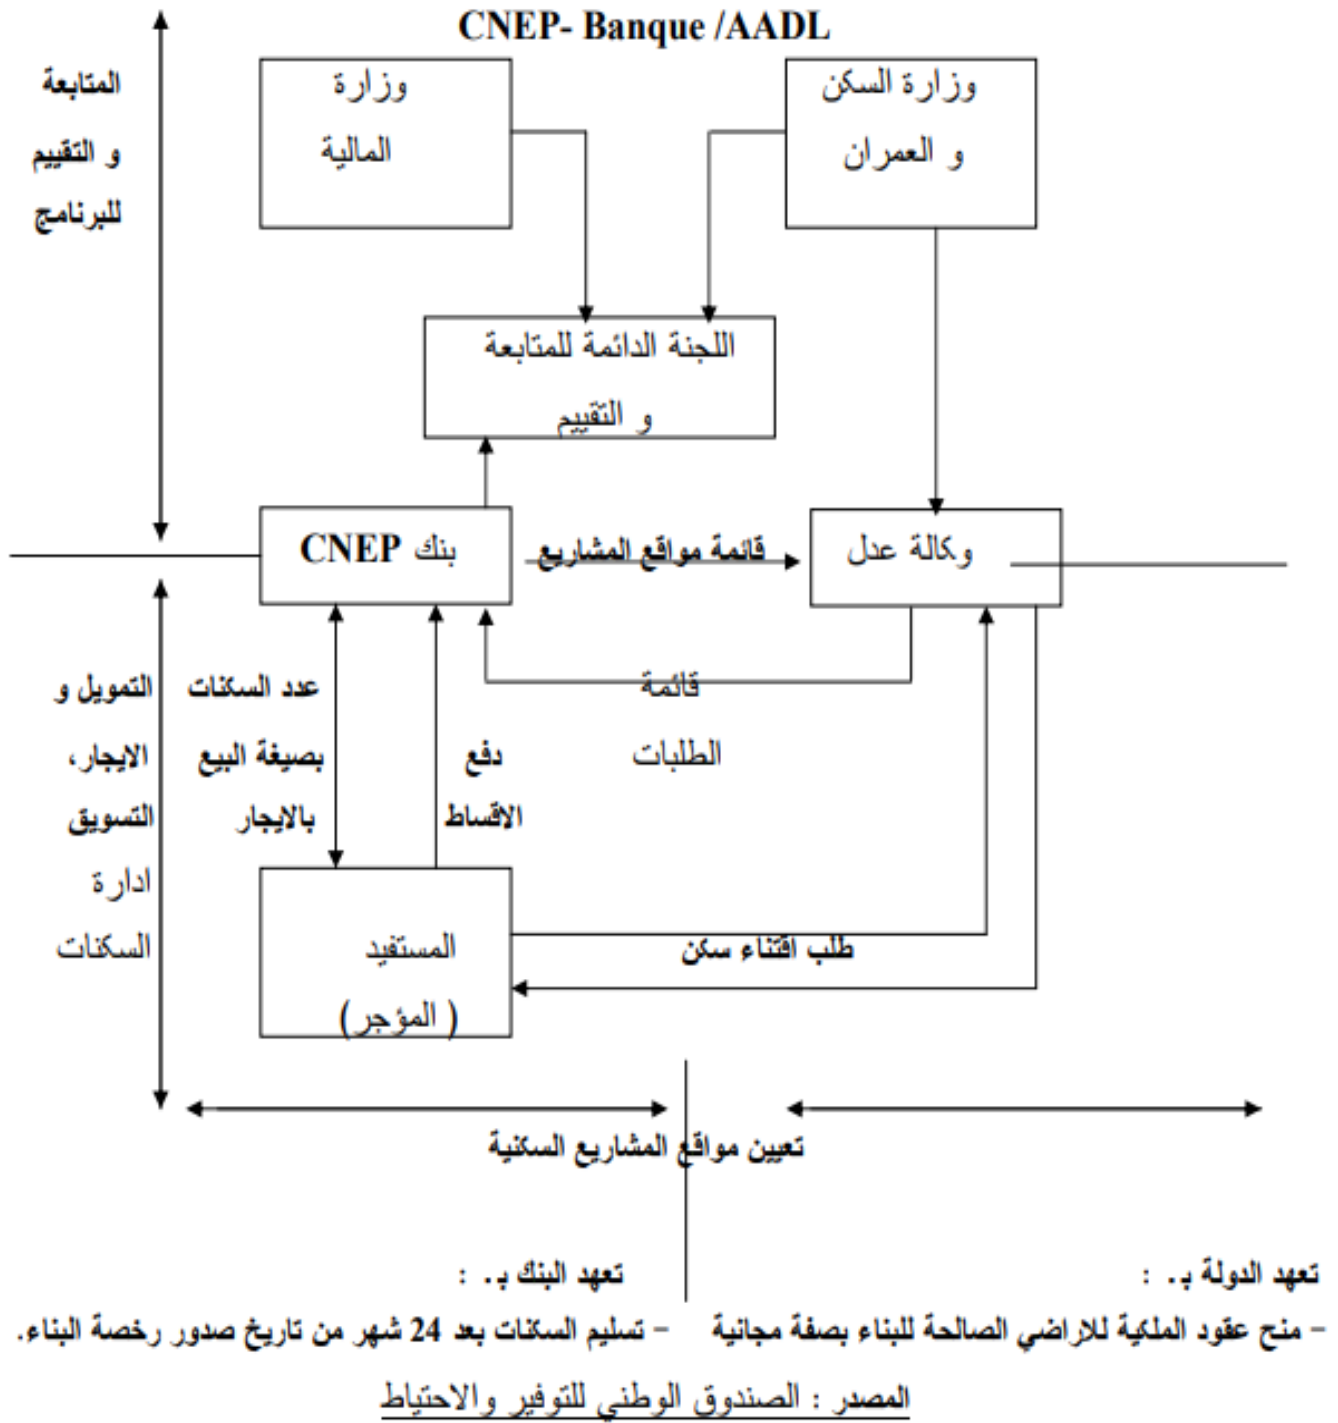 CNEP- Banque /AADL
المتابعة
و التقييم
للبرنامج
وزارة السكن
و العمران
وزارة
المالية
اللجنة الدائمة للمتابعة
و التقييم
وكالة عدل
قائمة مواقع المشاريع
بنك CNEP
قائمة
الطلبات
دفع
الاقساط
عدد السكنات
بصيغة البيع
بالايجار
التمويل و
الايجار،
التسويق
ادارة
السكنات
المستفيد
( المؤجر)
طلب اقتناء سكن
تعيين مواقع المشاريع السكنية
تعهد الدولة بـ. :
- منح عقود الملكية للاراضي الصالحة للبناء بصفة مجانية
تعهد البنك بـ. :
- تسليم السكنات بعد 24 شهر من تاريخ صدور رخصة البناء.
المصدر : الصندوق الوطني للتوفير والاحتياط